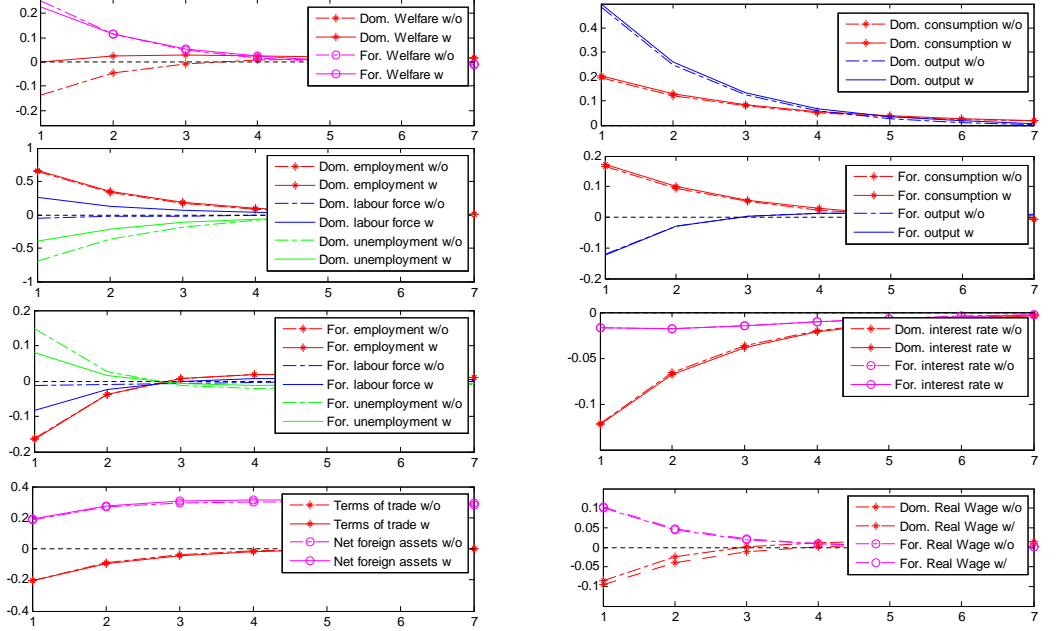 0.2
0.1
0
0.1
0.2
1
2
3
4
5
6
7
Dom. Welfare w/o
Dom. Welfare w
For. Welfare w/o
For. Welfare w
0.4
0.3
0.2
0.1
0
1
2
3
4
5
6
7
Dom. consumption w/o
Dom. consumption w
Dom. output w/o
Dom. output w
1
0.5
0
-0.5
-1
1
2
3
4
5
6
7
Dom. employment w/o
Dom. employment w
Dom. labour force w/o
Dom. labour force w
Dom. unemployment w/o
Dom. unemployment w
0.2
0.1
0
-0.1
-0.2
1
2
3
4
5
6
7
For. consumption w/o
For. consumption w
For. output w/o
For. output w
0.2
0.1
0
-0.1
-0.2
1
2
3
4
5
6
7
For. employment w/o
For. employment w
For. labour force w/o
For. labour force w
For. unemployment w/o
For. unemployment w
0
-0.05
-0.1
1
2
3
4
5
6
7
Dom. interest rate w/o
Dom. interest rate w
For. interest rate w/o
For. interest rate w
0.4
0.2
0
-0.2
-0.4
1
2
3
4
5
6
7
Terms of trade w/o
Terms of trade w
Net foreign assets w/o
Net foreign assets w
0.1
0.05
0
-0.05
-0.1
1
2
3
4
5
6
7
Dom. Real Wage w/o
Dom. Real Wage w/
For. Real Wage w/o
For. Real Wage w/